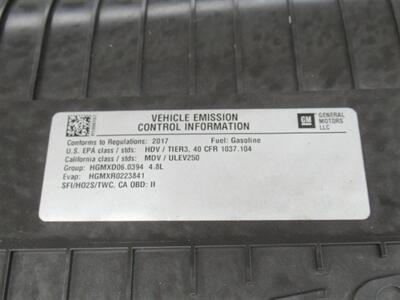 VEHICLE EMISSION
CONTROL INFORMATION
GM
GENERAL
MOTORS
LLC
Conforms to Regulations: 2017 Fuel: Gasoline
U.S. EPA class / stds: HDV / TIER3, 40 CFR 1037.104
California class / stds: MDV / ULEV250
Group: HGMXD06.0394 4.8L
Evap: HGMXR0223841
SFI/HO2S/TWC, CA OBD: II